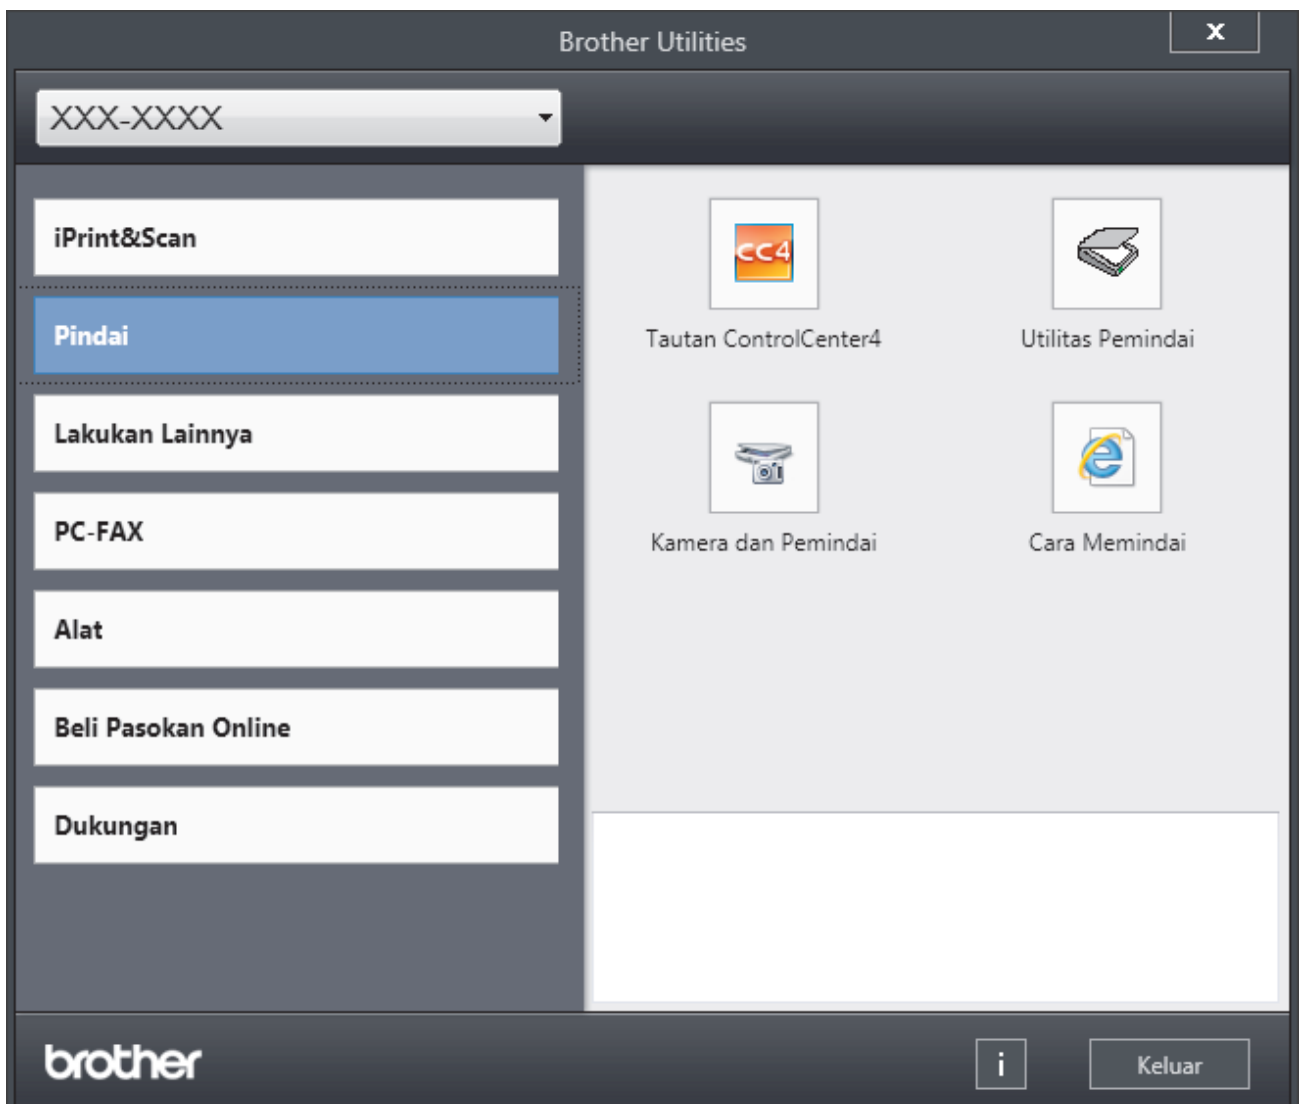 Brother Utilities
x
XXX-XXXX
iPrint&Scan
Pindai
Lakukan Lainnya
PC-FAX
Alat
Beli Pasokan Online
Dukungan
CC4
Tautan ControlCenter4
Utilitas Pemindai
Kamera dan Pemindai
Cara Memindai
brother
i
Keluar